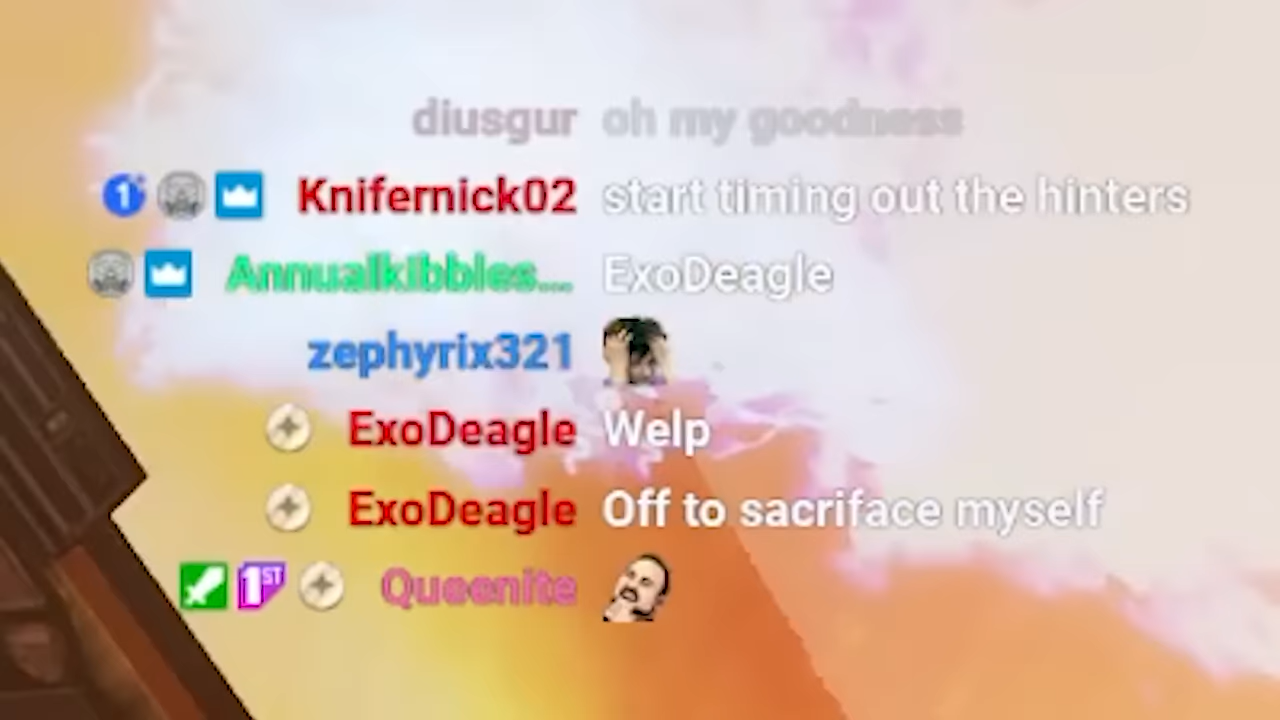 diusgur oh my goodness
1 Knifernick02 start timing out the hinters
Annualkibbles... ExoDeagle
zephyrix321
ExoDeagle Welp
ExoDeagle Off to sacriface myself
1ST Queenite